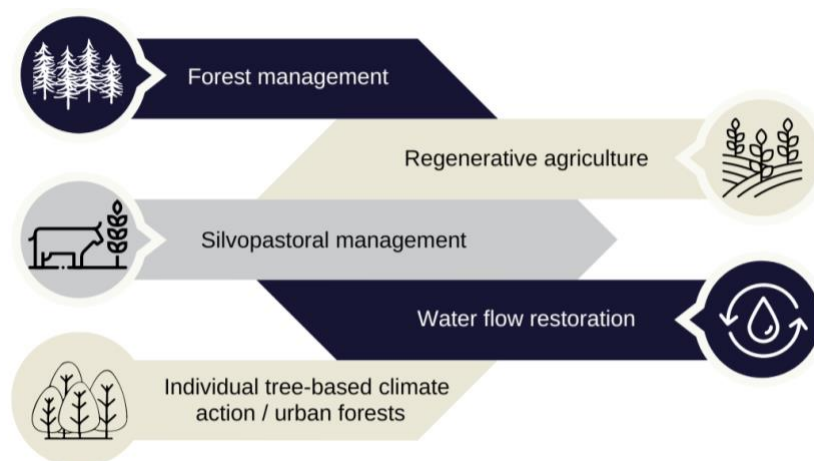 Forest management
Regenerative agriculture
Silvopastoral management
Water flow restoration
Individual tree-based climate
action / urban forests